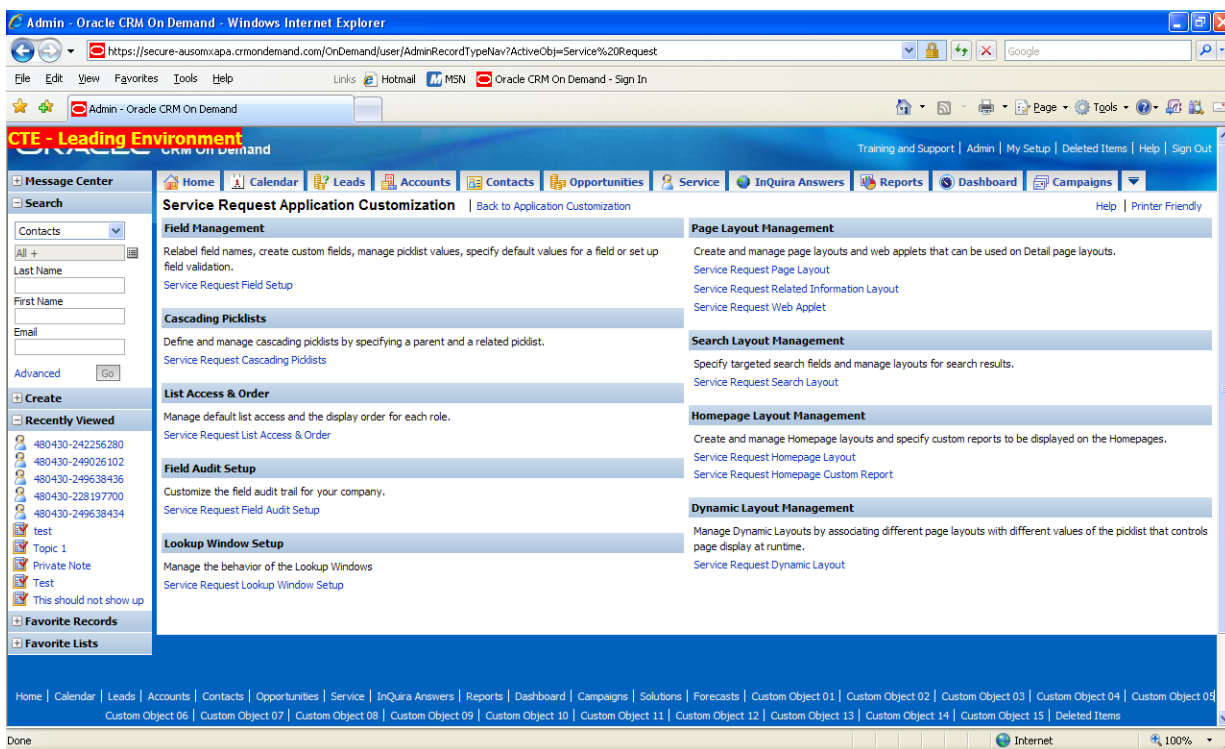 Admin - Oracle CRM On Demand - Windows Internet Explorer
https://secure-ausomxapa.crmondemand.com/OnDemand/user/AdminRecordTypeNav?ActiveObj=Service%20Request
Google
File Edit View Favorites Tools Help
Links Hotmail MSN Oracle CRM On Demand - Sign In
Admin - Oracle CRM On Demand
Page Tools
CTE - Leading Environment
CRM On Demand
Training and Support | Admin | My Setup | Deleted Items | Help | Sign Out
Message Center
Home Calendar Leads Accounts Contacts Opportunities Service InQuira Answers Reports Dashboard Campaigns
Search
Contacts
All +
Last Name
First Name
Email
Advanced Go
Create
Recently Viewed
480430-242256280
480430-249026102
480430-249638436
480430-228197700
480430-249638434
test
Topic 1
Private Note
Test
This should not show up
Favorite Records
Favorite Lists
Service Request Application Customization | Back to Application Customization
Help | Printer Friendly
Field Management
Relabel field names, create custom fields, manage picklist values, specify default values for a field or set up
field validation.
Service Request Field Setup
Cascading Picklists
Define and manage cascading picklists by specifying a parent and a related picklist.
Service Request Cascading Picklists
List Access & Order
Manage default list access and the display order for each role.
Service Request List Access & Order
Field Audit Setup
Customize the field audit trail for your company.
Service Request Field Audit Setup
Lookup Window Setup
Manage the behavior of the Lookup Windows
Service Request Lookup Window Setup
Page Layout Management
Create and manage page layouts and web applets that can be used on Detail page layouts.
Service Request Page Layout
Service Request Related Information Layout
Service Request Web Applet
Search Layout Management
Specify targeted search fields and manage layouts for search results.
Service Request Search Layout
Homepage Layout Management
Create and manage Homepage layouts and specify custom reports to be displayed on the Homepages.
Service Request Homepage Layout
Service Request Homepage Custom Report
Dynamic Layout Management
Manage Dynamic Layouts by associating different page layouts with different values of the picklist that controls
page display at runtime.
Service Request Dynamic Layout
Home | Calendar | Leads | Accounts | Contacts | Opportunities | Service | InQuira Answers | Reports | Dashboard | Campaigns | Solutions | Forecasts | Custom Object 01 | Custom Object 02 | Custom Object 03 | Custom Object 04 | Custom Object 05
Custom Object 06 | Custom Object 07 | Custom Object 08 | Custom Object 09 | Custom Object 10 | Custom Object 11 | Custom Object 12 | Custom Object 13 | Custom Object 14 | Custom Object 15 | Deleted Items
Done
Internet
100%